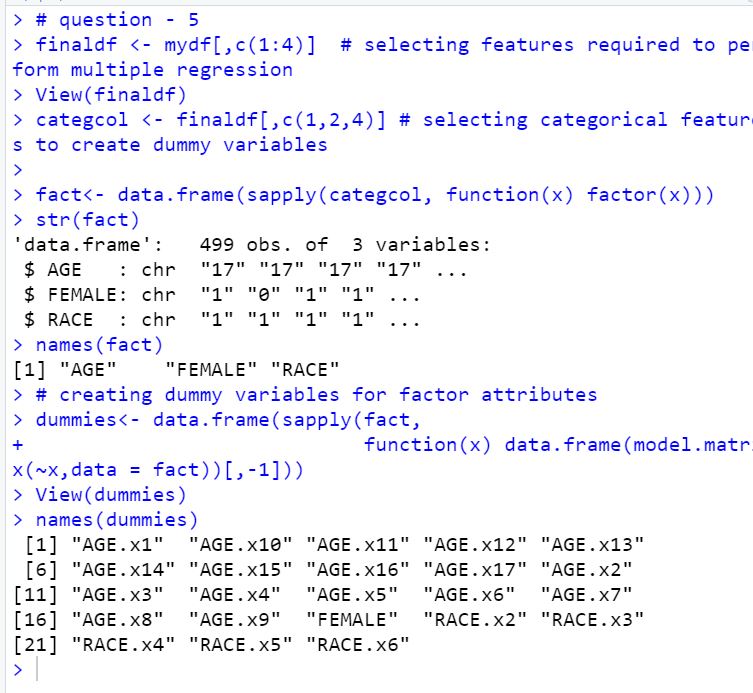 > # question - 5
> finaldf <- mydf[,c(1:4)]  # selecting features required to per
form multiple regression
> View(finaldf)
> categcol <- finaldf[,c(1,2,4)] # selecting categorical feature
s to create dummy variables
>
> fact<- data.frame(sapply(categcol, function(x) factor(x)))
> str(fact)
'data.frame':   499 obs. of  3 variables:
 $ AGE   : chr  "17" "17" "17" "17" ...
 $ FEMALE: chr  "1" "0" "1" "1" ...
 $ RACE  : chr  "1" "1" "1" "1" ...
> names(fact)
[1] "AGE"    "FEMALE" "RACE"
> # creating dummy variables for factor attributes
> dummies<- data.frame(sapply(fact,
+                             function(x) data.frame(model.matri
x(~x,data = fact))[,-1]))
> View(dummies)
> names(dummies)
 [1] "AGE.x1"  "AGE.x10" "AGE.x11" "AGE.x12" "AGE.x13"
 [6] "AGE.x14" "AGE.x15" "AGE.x16" "AGE.x17" "AGE.x2"
[11] "AGE.x3"  "AGE.x4"  "AGE.x5"  "AGE.x6"  "AGE.x7"
[16] "AGE.x8"  "AGE.x9"  "FEMALE"  "RACE.x2" "RACE.x3"
[21] "RACE.x4" "RACE.x5" "RACE.x6"
>